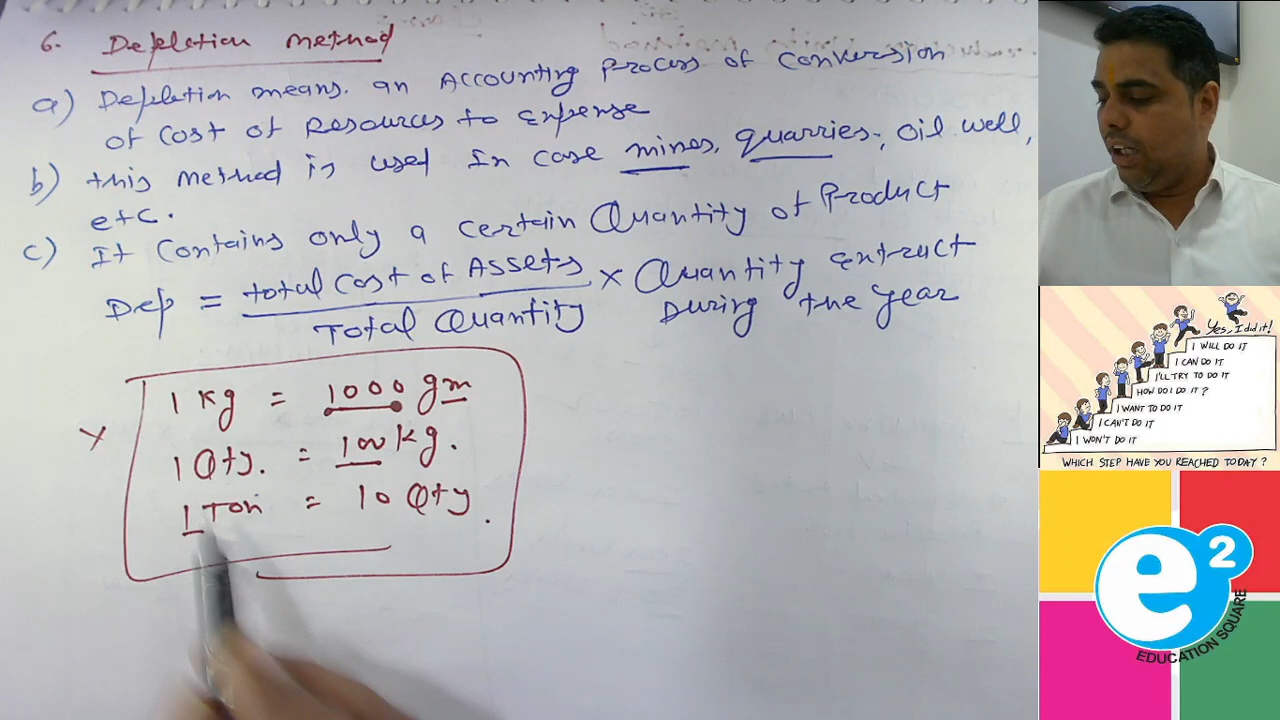 6. Depletion method
a) Depletion means. an Accounting Process of conversion
of cost of Resources to expense
b) this method is used In case mines, quarries, oil well,
etc.
c) It contains only a certain Quantity of Product
Dep = total cost of Assets × Quantity extract
Total Quantity During the year
1 kg = 1000 gm
1 Qty. = 100 kg.
1 Ton = 10 Qty.
Yes, I did it!
I WILL DO IT
I CAN DO IT
I'LL TRY TO DO IT
HOW DO I DO IT ?
I WANT TO DO IT
I CAN'T DO IT
I WON'T DO IT
WHICH STEP HAVE YOU REACHED TODAY ?
e2
EDUCATION SQUARE